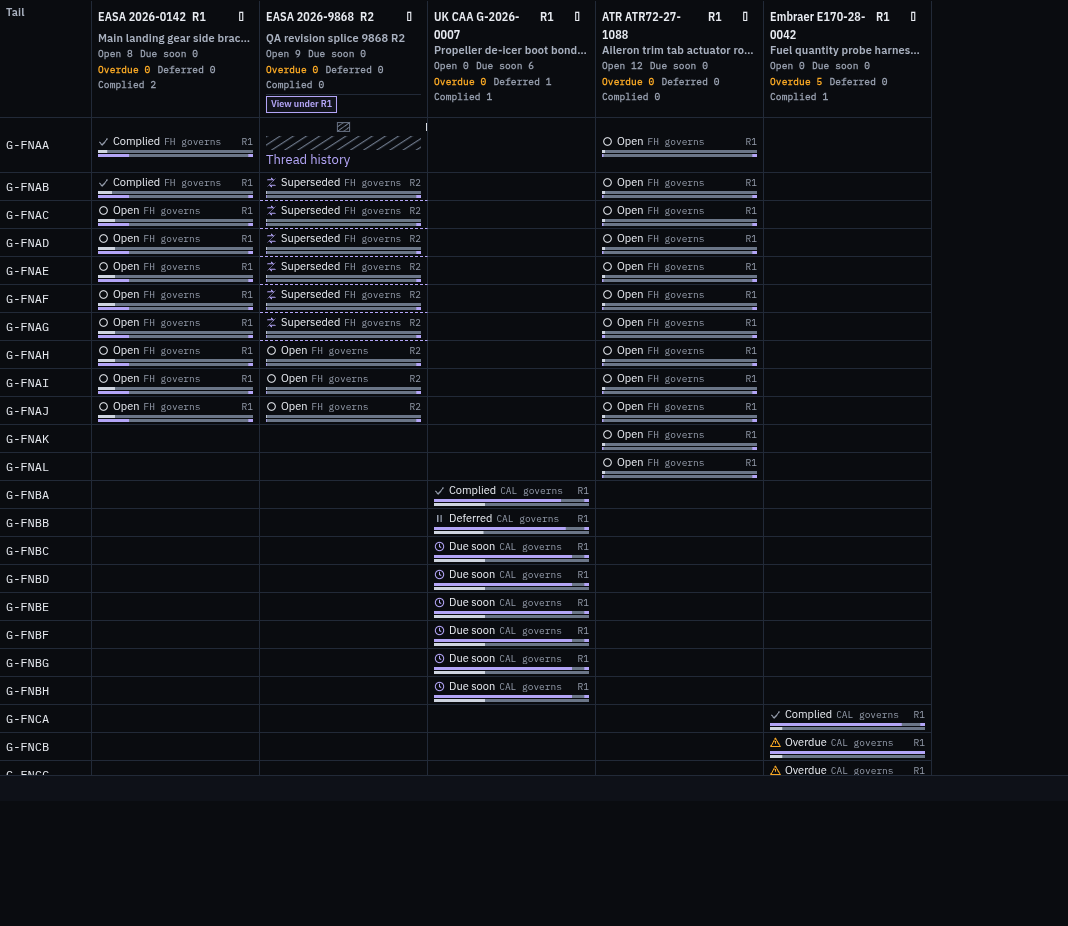 Tail
EASA 2026-0142 R1
Main landing gear side brac…
Open 8 Due soon 0
Overdue 0 Deferred 0
Complied 2
EASA 2026-9868 R2
QA revision splice 9868 R2
Open 9 Due soon 0
Overdue 0 Deferred 0
Complied 0
View under R1
UK CAA G-2026-0007 R1
Propeller de-icer boot bond…
Open 0 Due soon 6
Overdue 0 Deferred 1
Complied 1
ATR ATR72-27-1088 R1
Aileron trim tab actuator ro…
Open 12 Due soon 0
Overdue 0 Deferred 0
Complied 0
Embraer E170-28-0042 R1
Fuel quantity probe harnes…
Open 0 Due soon 0
Overdue 5 Deferred 0
Complied 1
G-FNAA Complied FH governs R1 Thread history Open FH governs R1
G-FNAB Complied FH governs R1 Superseded FH governs R2 Open FH governs R1
G-FNAC Open FH governs R1 Superseded FH governs R2 Open FH governs R1
G-FNAD Open FH governs R1 Superseded FH governs R2 Open FH governs R1
G-FNAE Open FH governs R1 Superseded FH governs R2 Open FH governs R1
G-FNAF Open FH governs R1 Superseded FH governs R2 Open FH governs R1
G-FNAG Open FH governs R1 Superseded FH governs R2 Open FH governs R1
G-FNAH Open FH governs R1 Open FH governs R2 Open FH governs R1
G-FNAI Open FH governs R1 Open FH governs R2 Open FH governs R1
G-FNAJ Open FH governs R1 Open FH governs R2 Open FH governs R1
G-FNAK Open FH governs R1
G-FNAL Open FH governs R1
G-FNBA Complied CAL governs R1
G-FNBB Deferred CAL governs R1
G-FNBC Due soon CAL governs R1
G-FNBD Due soon CAL governs R1
G-FNBE Due soon CAL governs R1
G-FNBF Due soon CAL governs R1
G-FNBG Due soon CAL governs R1
G-FNBH Due soon CAL governs R1
G-FNCA Complied CAL governs R1
G-FNCB Overdue CAL governs R1
Overdue CAL governs R1